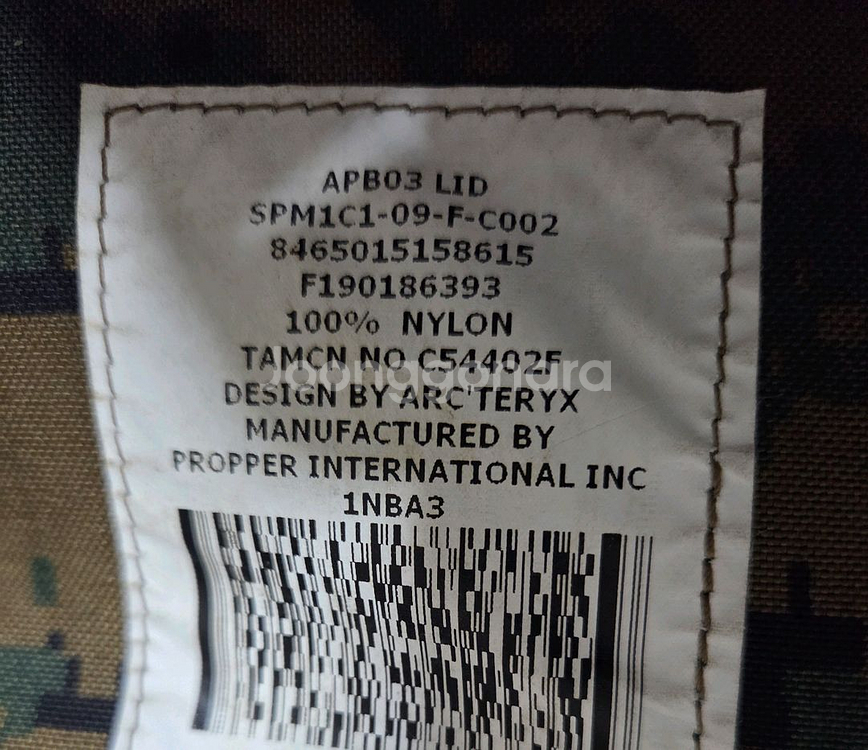 APB03 LID
SPM1C1-09-F-C002
8465015158615
F190186393
100% NYLON
TAMCN NO C54402F
Joonggonara
DESIGN BY ARC'TERYX
MANUFACTURED BY
PROPPER INTERNATIONAL INC
1NBA3